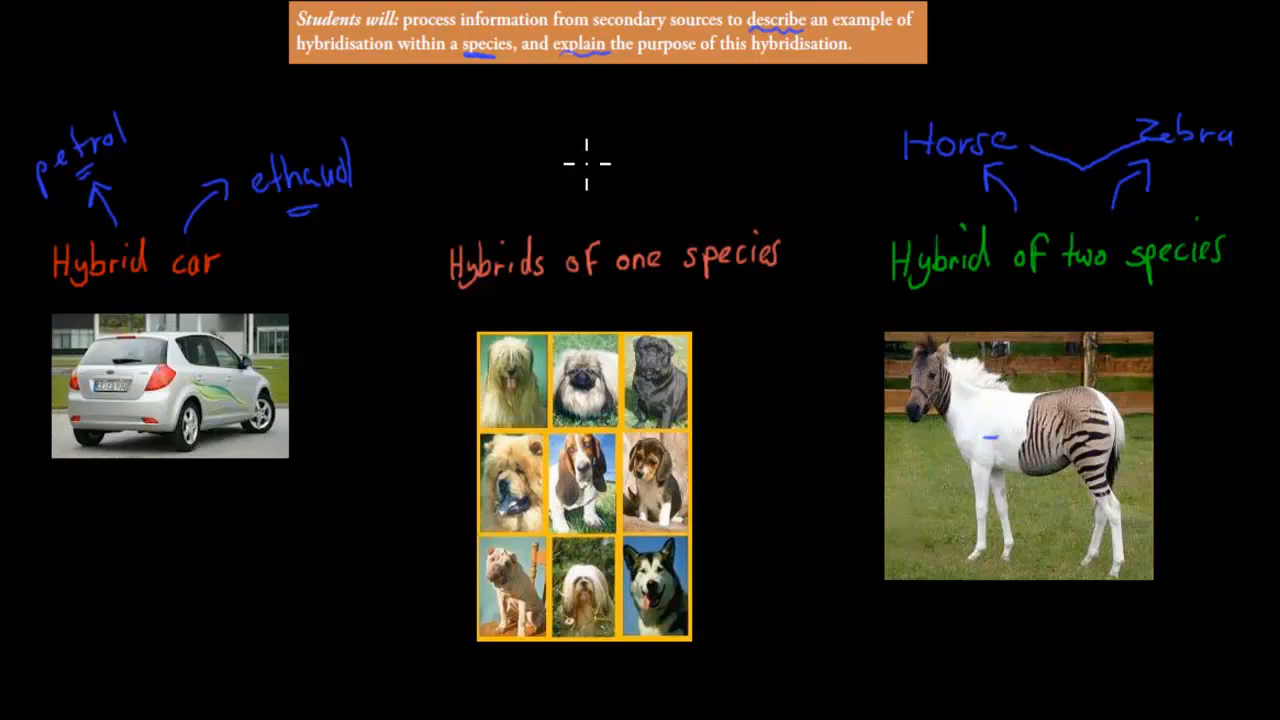 Students will: process information from secondary sources to describe an example of
hybridisation within a species, and explain the purpose of this hybridisation.
petrol
ethanol
Horse
Zebra
Hybrid car
Hybrids of one species
Hybrid of two species